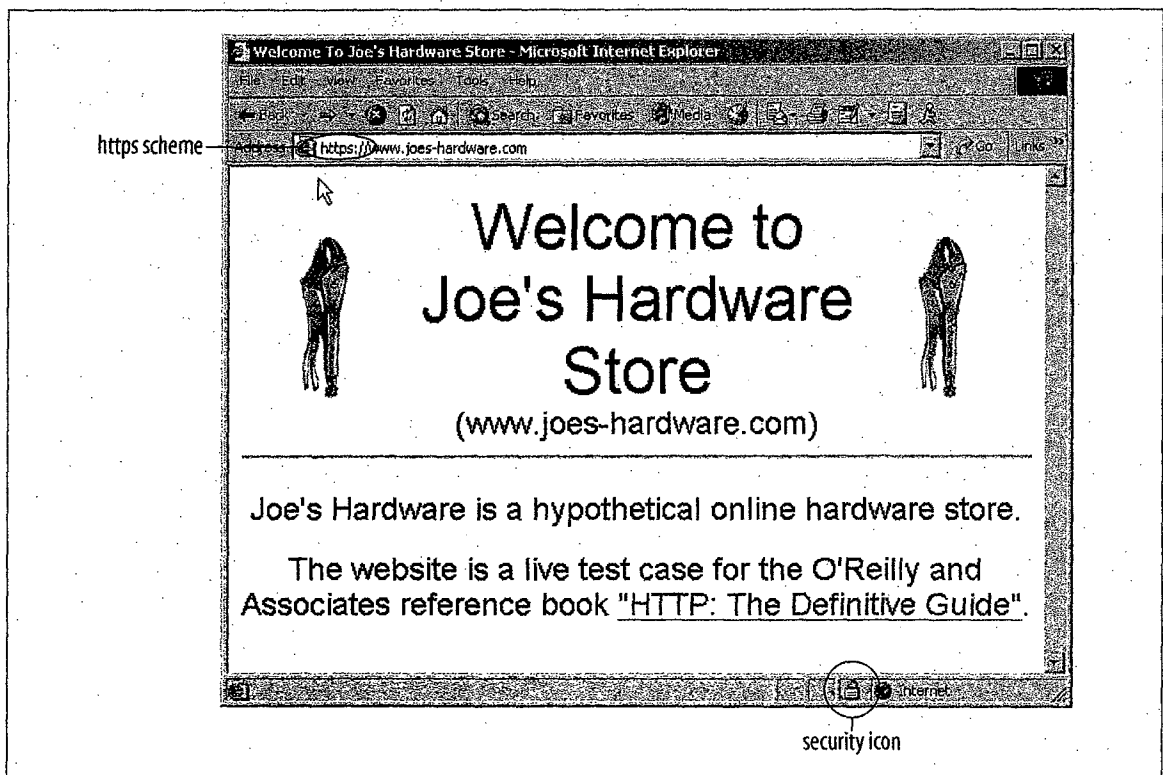 Welcome To Joe's Hardware Store - Microsoft Internet Explorer
File Edit View Favorites Tools Help
Back Search Favorites Media
https scheme
Address https://www.joes-hardware.com Go Links »
Welcome to
Joe's Hardware
Store
(www.joes-hardware.com)
Joe's Hardware is a hypothetical online hardware store.
The website is a live test case for the O'Reilly and
Associates reference book "HTTP: The Definitive Guide".
Internet
security icon